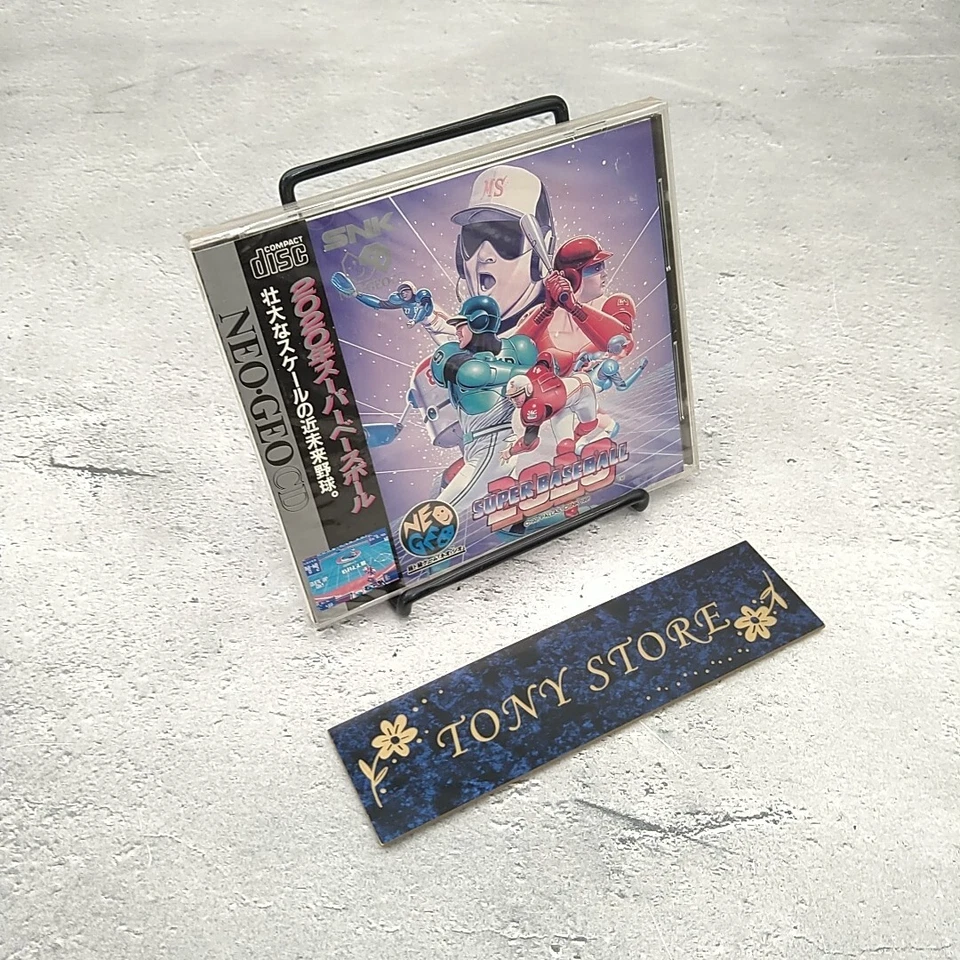 COMPACT
disc
NEO・GEO CD
2020年スーパーベースボール
壮大なスケールの近未来野球。
SNK
MS
SUPER BASEBALL
2020
NEO
GEO
TONY STORE